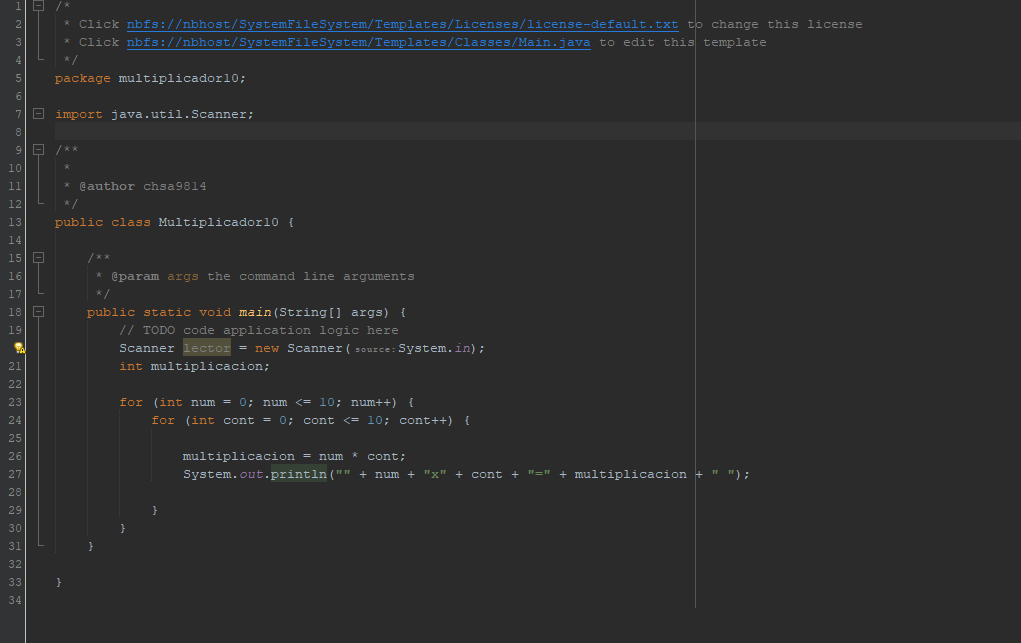 1 /*
2 * Click nbfs://nbhost/SystemFileSystem/Templates/Licenses/license-default.txt to change this license
3 * Click nbfs://nbhost/SystemFileSystem/Templates/Classes/Main.java to edit this template
4 */
5 package multiplicador10;
6
7 import java.util.Scanner;
8
9 /**
10 *
11 * @author chsa9814
12 */
13 public class Multiplicador10 {
14
15 /**
16 * @param args the command line arguments
17 */
18 public static void main(String[] args) {
19 // TODO code application logic here
Scanner lector = new Scanner( source: System.in);
21 int multiplicacion;
22
23 for (int num = 0; num <= 10; num++) {
24 for (int cont = 0; cont <= 10; cont++) {
25
26 multiplicacion = num * cont;
27 System.out.println("" + num + "x" + cont + "=" + multiplicacion + " ");
28
29 }
30 }
31 }
32
33 }
34